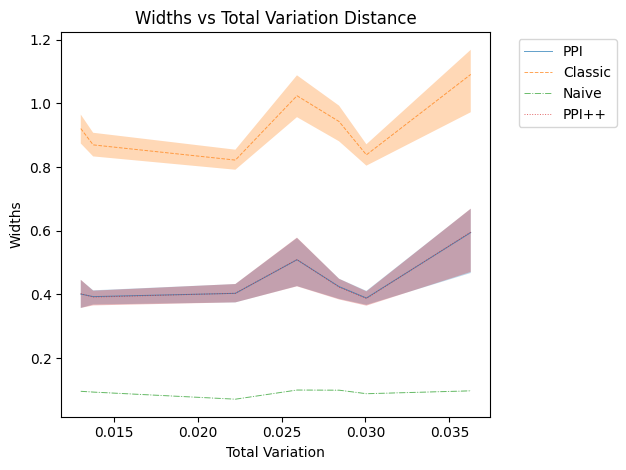 Widths vs Total Variation Distance
PPI
Classic
Naive
PPI++
1.2
1.0
0.8
0.6
0.4
0.2
Widths
0.015
0.020
0.025
0.030
0.035
Total Variation